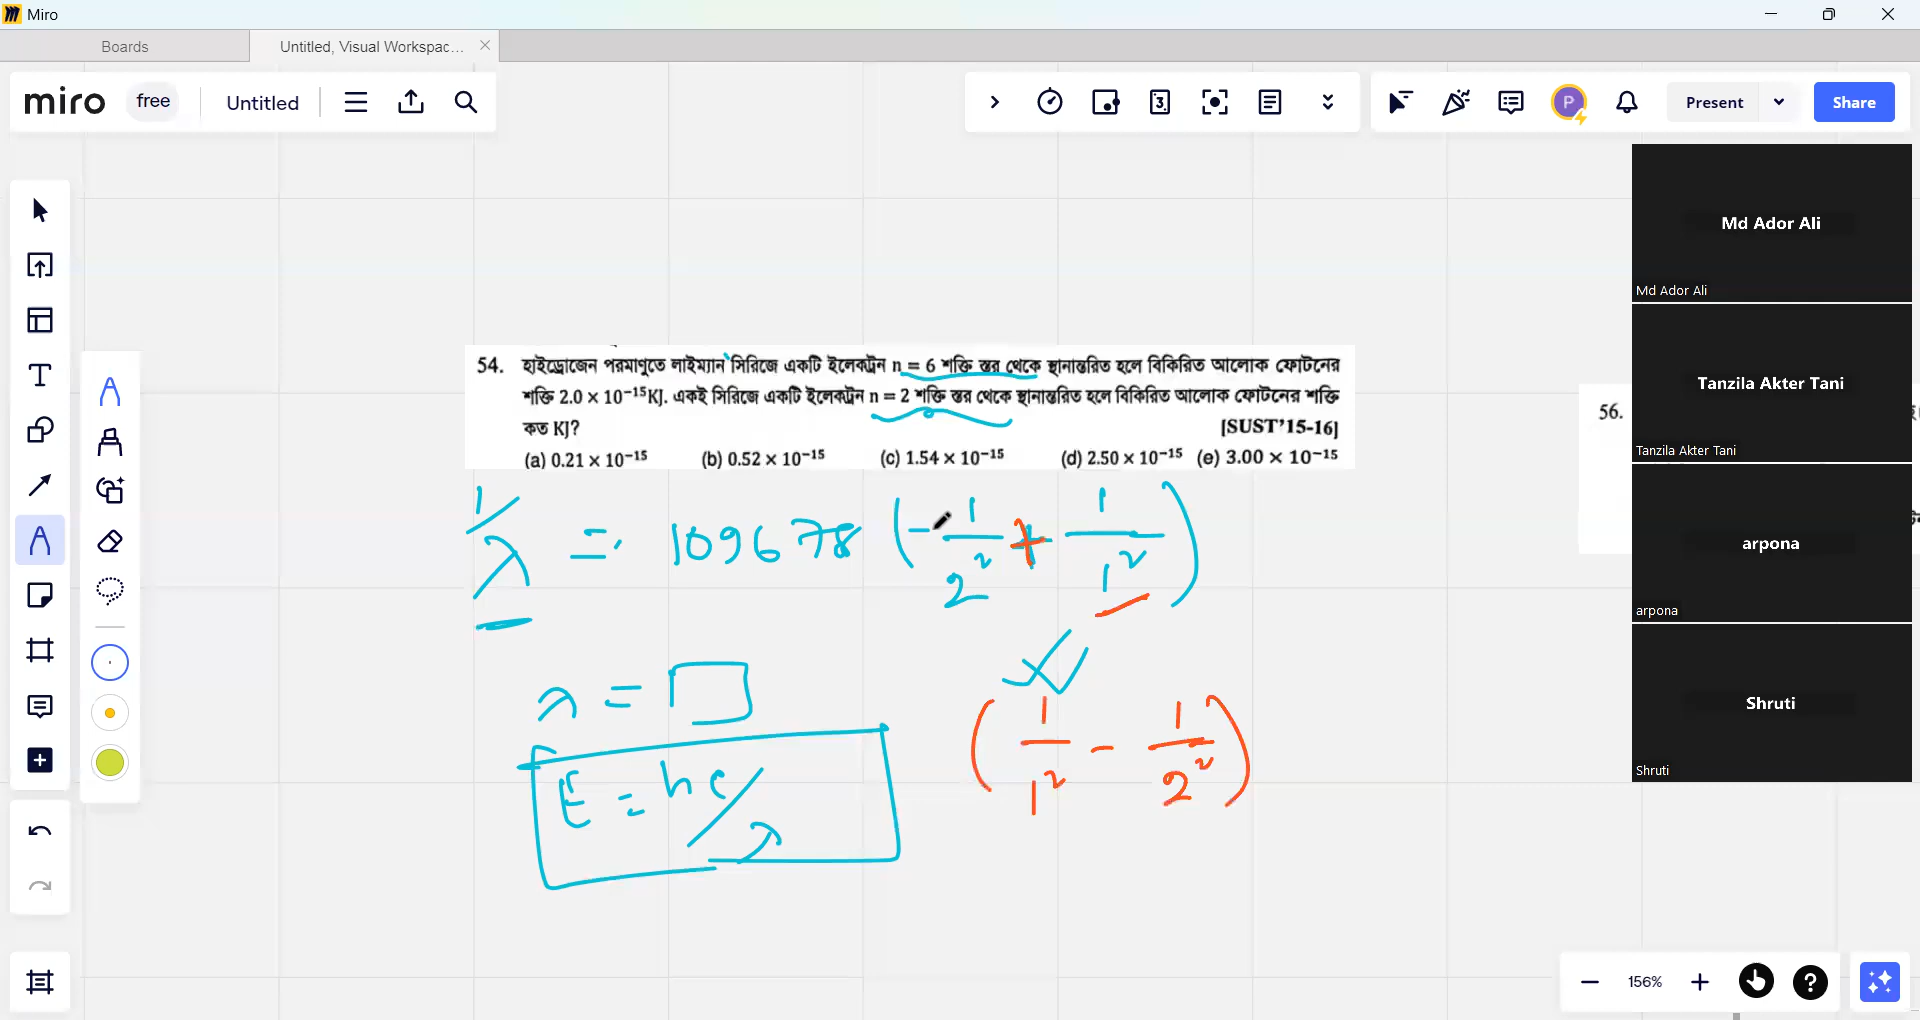 Miro
Boards
Untitled, Visual Workspac...
miro free Untitled
Present
Share
54. হাইড্রোজেন পরমাণুতে লাইম্যান সিরিজে একটি ইলেকট্রন n = 6 শক্তি স্তর থেকে স্থানান্তরিত হলে বিকিরিত আলোক ফোটনের
শক্তি 2.0 × 10⁻¹⁵KJ. একই সিরিজে একটি ইলেকট্রন n = 2 শক্তি স্তর থেকে স্থানান্তরিত হলে বিকিরিত আলোক ফোটনের শক্তি
কত KJ? [SUST'15-16]
(a) 0.21 × 10⁻¹⁵ (b) 0.52 × 10⁻¹⁵ (c) 1.54 × 10⁻¹⁵ (d) 2.50 × 10⁻¹⁵ (e) 3.00 × 10⁻¹⁵
1/λ = 109678 (- 1/2² + 1/1²)
λ =
(1/1² - 1/2²)
E = hc/λ
56.
Md Ador Ali
Md Ador Ali
Tanzila Akter Tani
Tanzila Akter Tani
arpona
arpona
Shruti
Shruti
P
3
156%
?